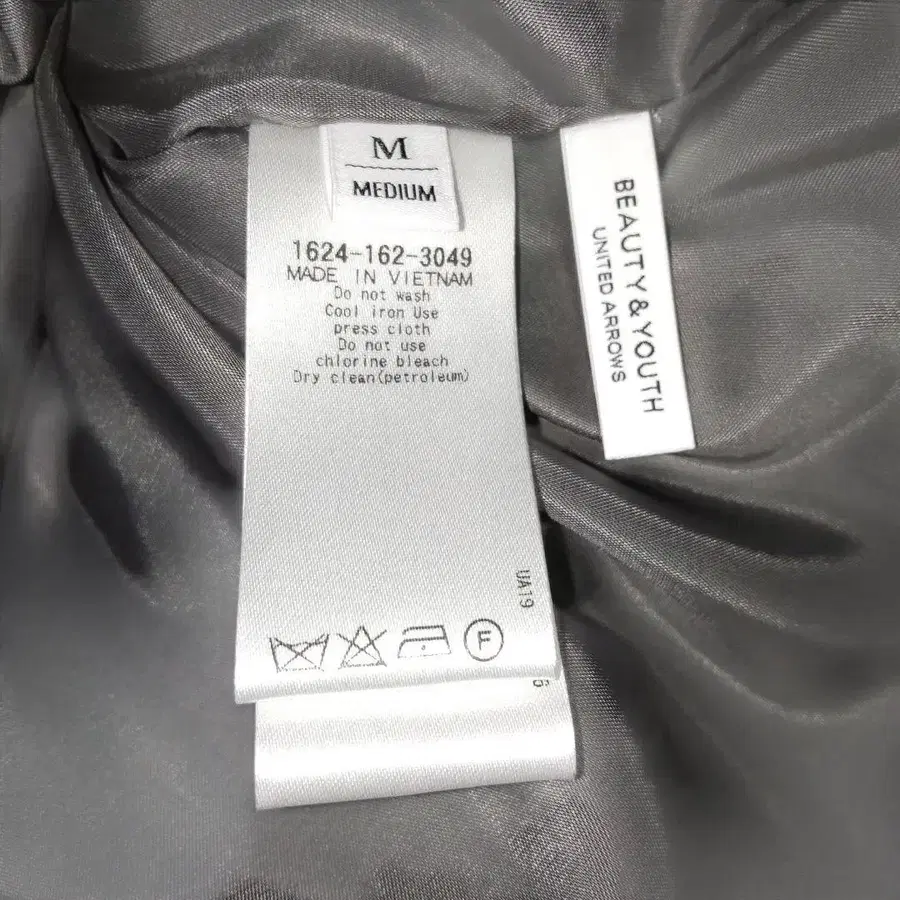 M
MEDIUM
1624-162-3049
MADE IN VIETNAM
Do not wash
Cool iron Use
press cloth
Do not use
chlorine bleach
Dry clean(petroleum)
UA19
F
6
BEAUTY & YOUTH
UNITED ARROWS